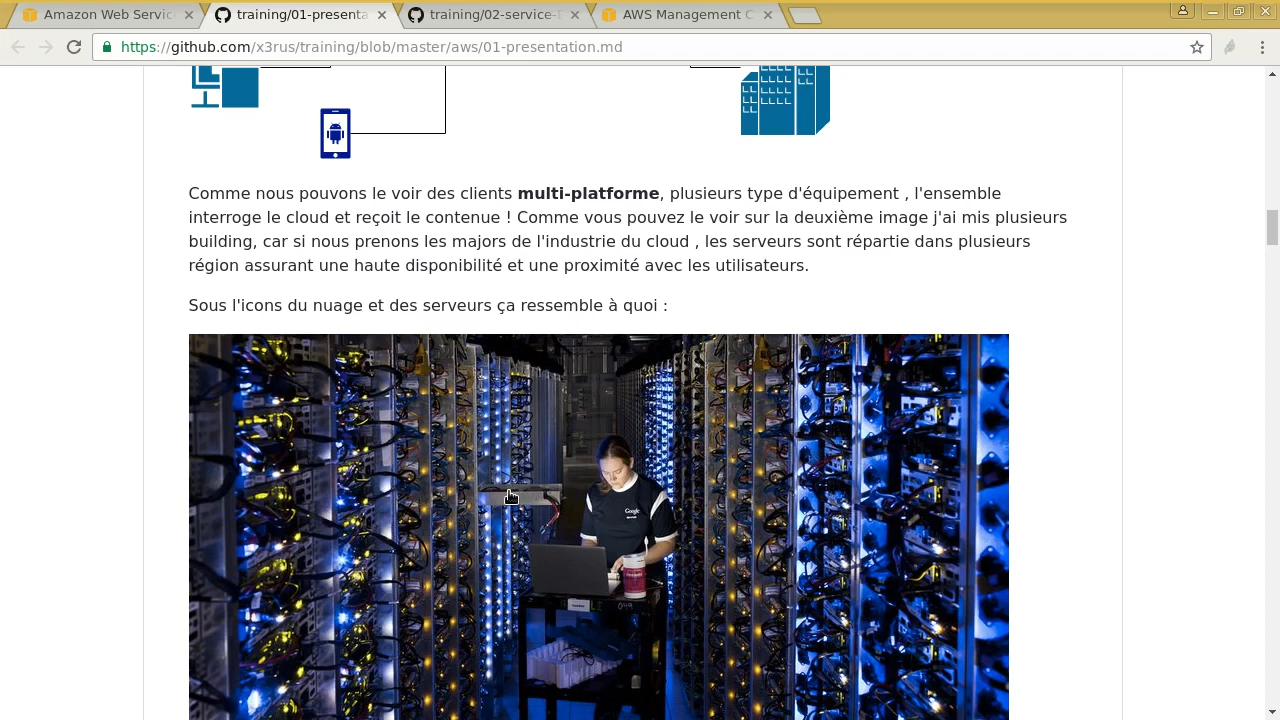 Amazon Web Servic
training/01-presenta
training/02-service-
AWS Management C
https://github.com/x3rus/training/blob/master/aws/01-presentation.md
Comme nous pouvons le voir des clients multi-platforme, plusieurs type d'équipement , l'ensemble
interroge le cloud et reçoit le contenue ! Comme vous pouvez le voir sur la deuxième image j'ai mis plusieurs
building, car si nous prenons les majors de l'industrie du cloud , les serveurs sont répartie dans plusieurs
région assurant une haute disponibilité et une proximité avec les utilisateurs.
Sous l'icons du nuage et des serveurs ça ressemble à quoi :
Google